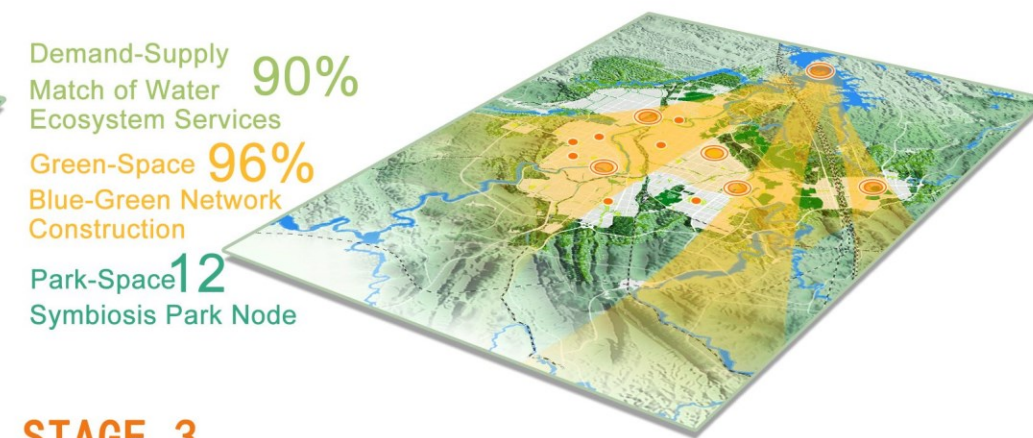 Demand-Supply
Match of Water 90%
Ecosystem Services
Green-Space 96%
Blue-Green Network
Construction
Park-Space 12
Symbiosis Park Node
STAGE 3